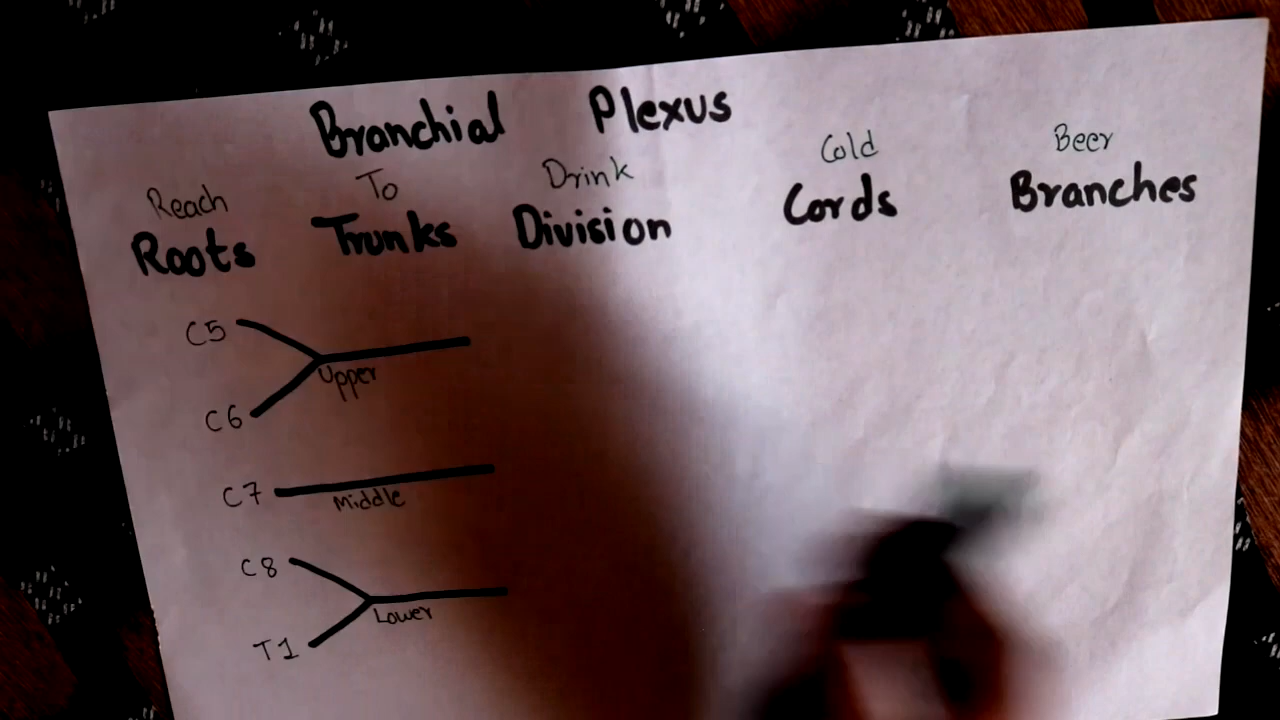 Branchial Plexus
Reach To Drink Cold Beer
Roots Trunks Division Cords Branches
C5
Upper
C6
C7
Middle
C8
Lower
T1